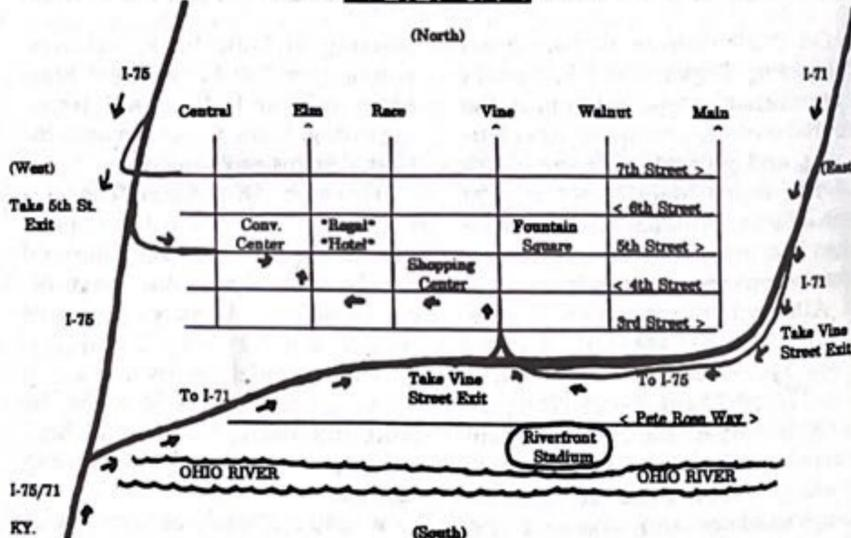 (North)
I-75
I-71
Central
Elm
Race
Vine
Walnut
Main
(West)
7th Street >
(East
Take 5th St.
Exit
< 6th Street
Conv.
Center
*Regal*
*Hotel*
Fountain
Square
5th Street >
Shopping
Center
< 4th Street
I-71
I-75
3rd Street >
Take Vine
Street Exit
To I-71
Take Vine
Street Exit
To I-75
< Pete Rose Way >
Riverfront
Stadium
OHIO RIVER
OHIO RIVER
I-75/71
KY.
(South)